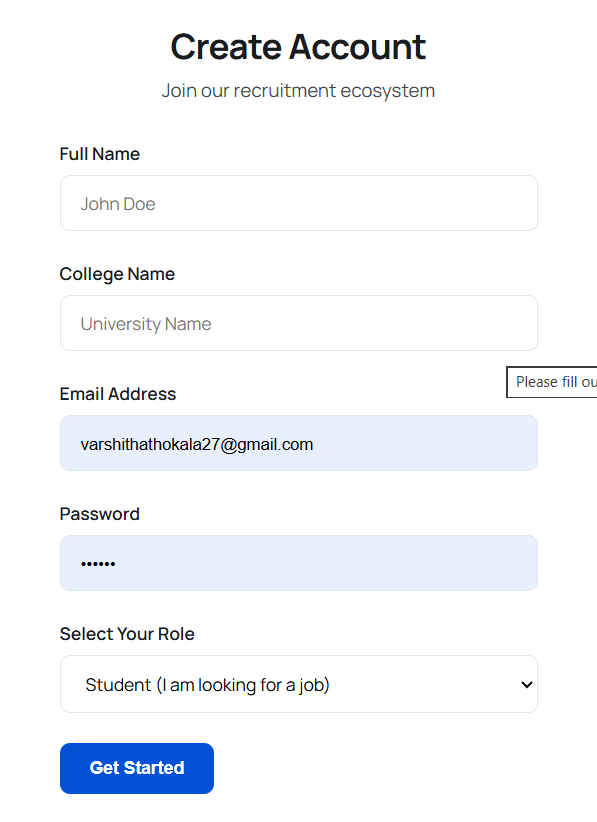 Create Account
Join our recruitment ecosystem
Full Name
John Doe
College Name
University Name
Please fill ou
Email Address
varshithathokala27@gmail.com
Password
••••••
Select Your Role
Student (I am looking for a job)
Get Started